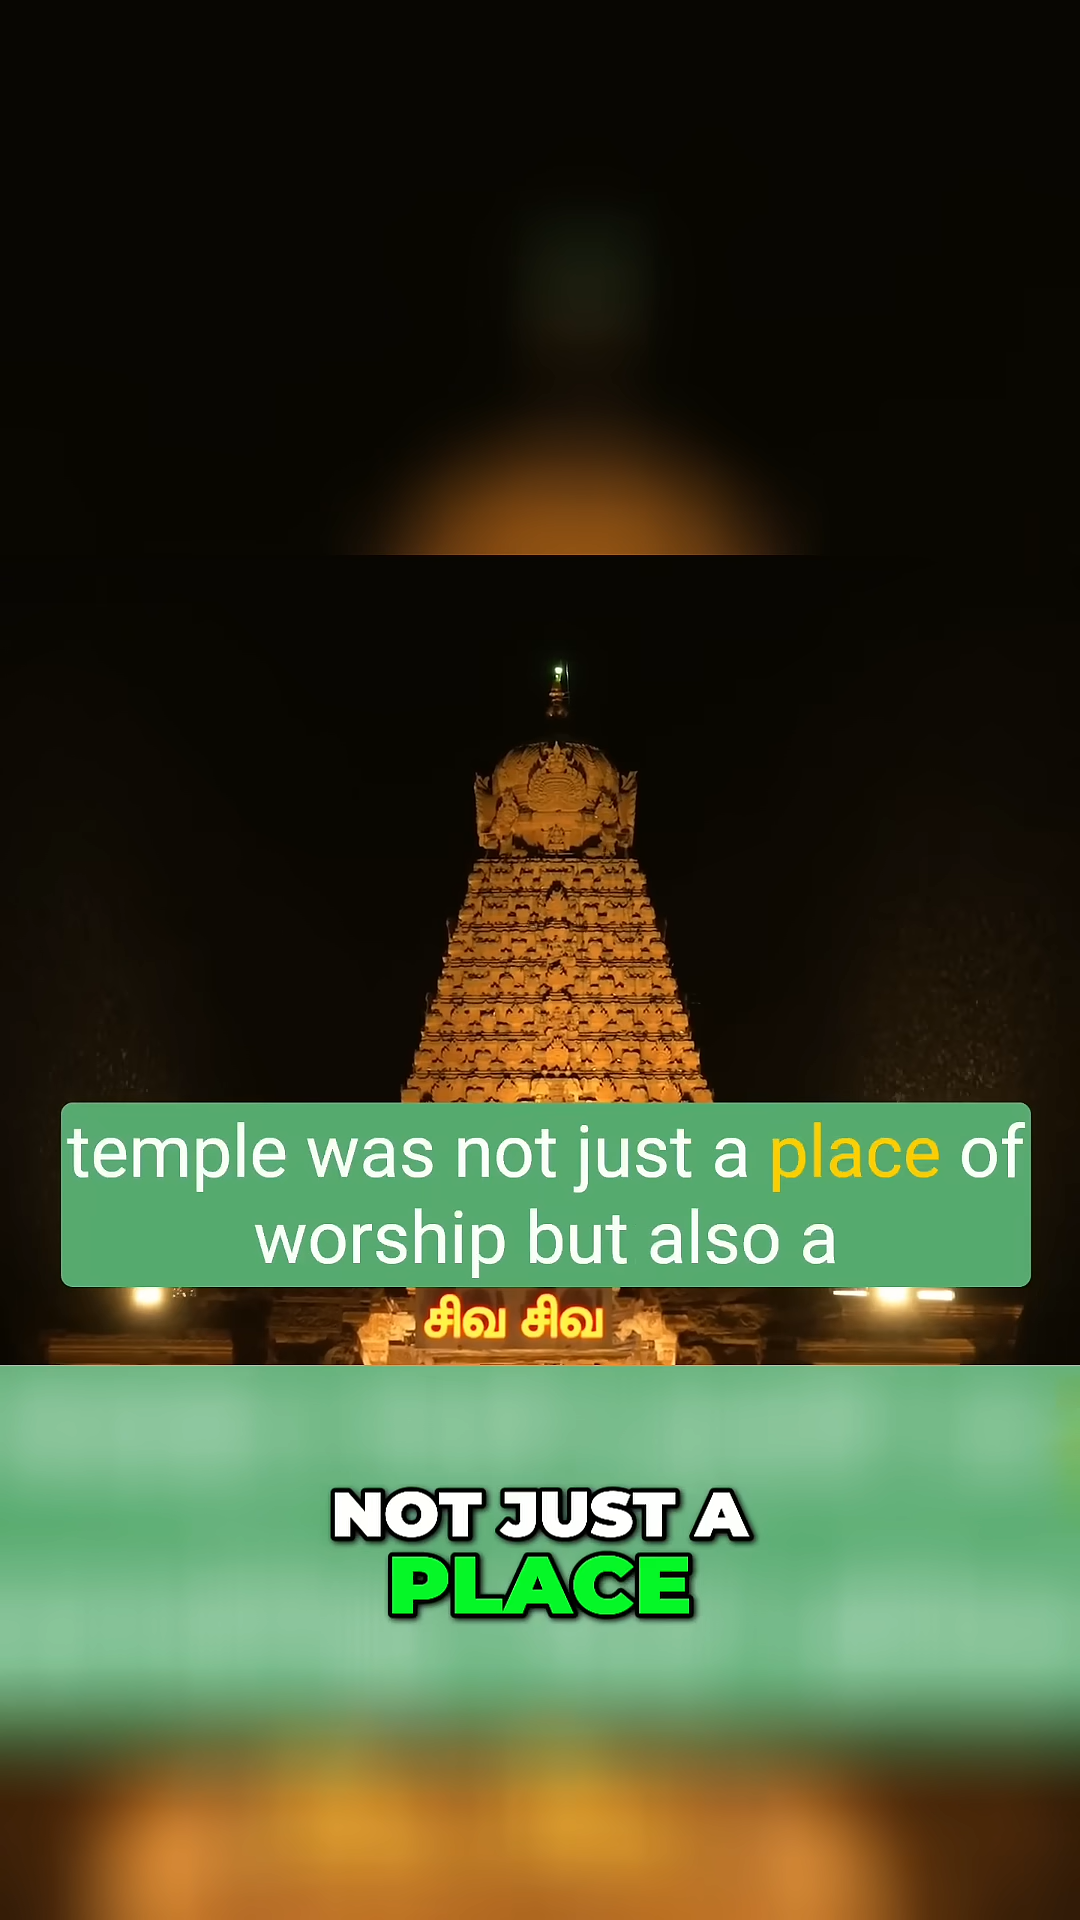 temple was not just a place of
worship but also a
சிவ சிவ
NOT JUST A
PLACE